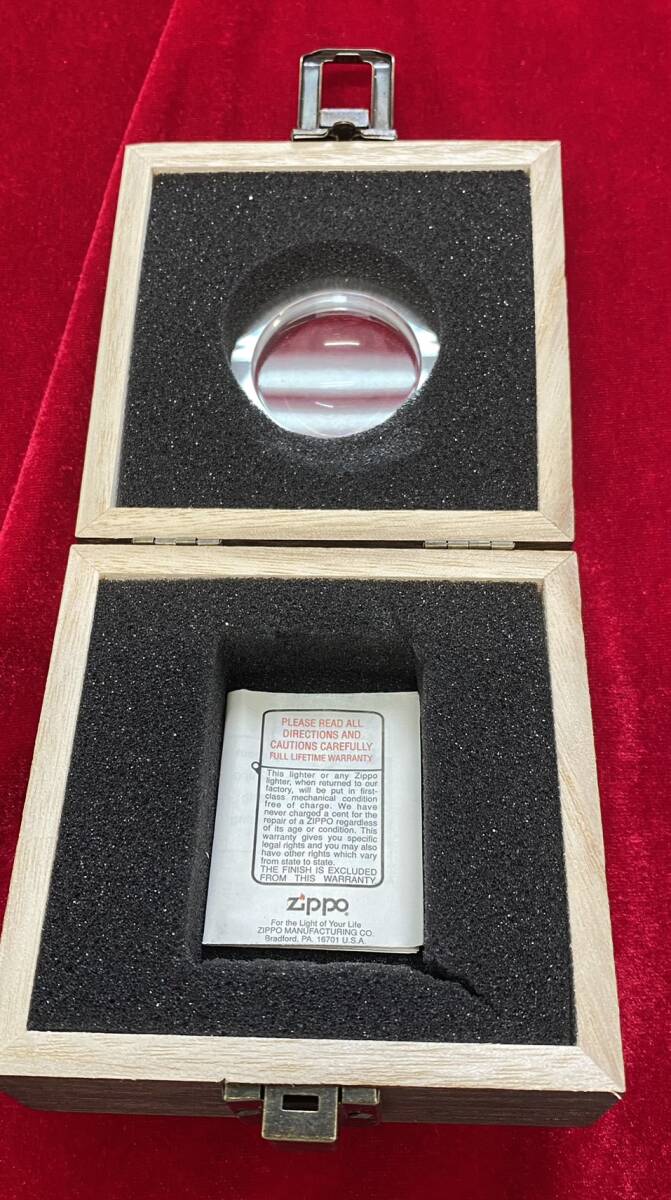 PLEASE READ ALL
DIRECTIONS AND
CAUTIONS CAREFULLY
FULL LIFETIME WARRANTY
This lighter or any Zippo
lighter, when returned to our
factory, will be put in first-
class mechanical condition
free of charge. We have
never charged a cent for the
repair of a ZIPPO regardless
of its age or condition. This
warranty gives you specific
legal rights and you may also
have other rights which vary
from state to state.
THE FINISH IS EXCLUDED
FROM THIS WARRANTY
zippo®
For the Light of Your Life
ZIPPO MANUFACTURING CO.
Bradford, PA. 16701 U.S.A.